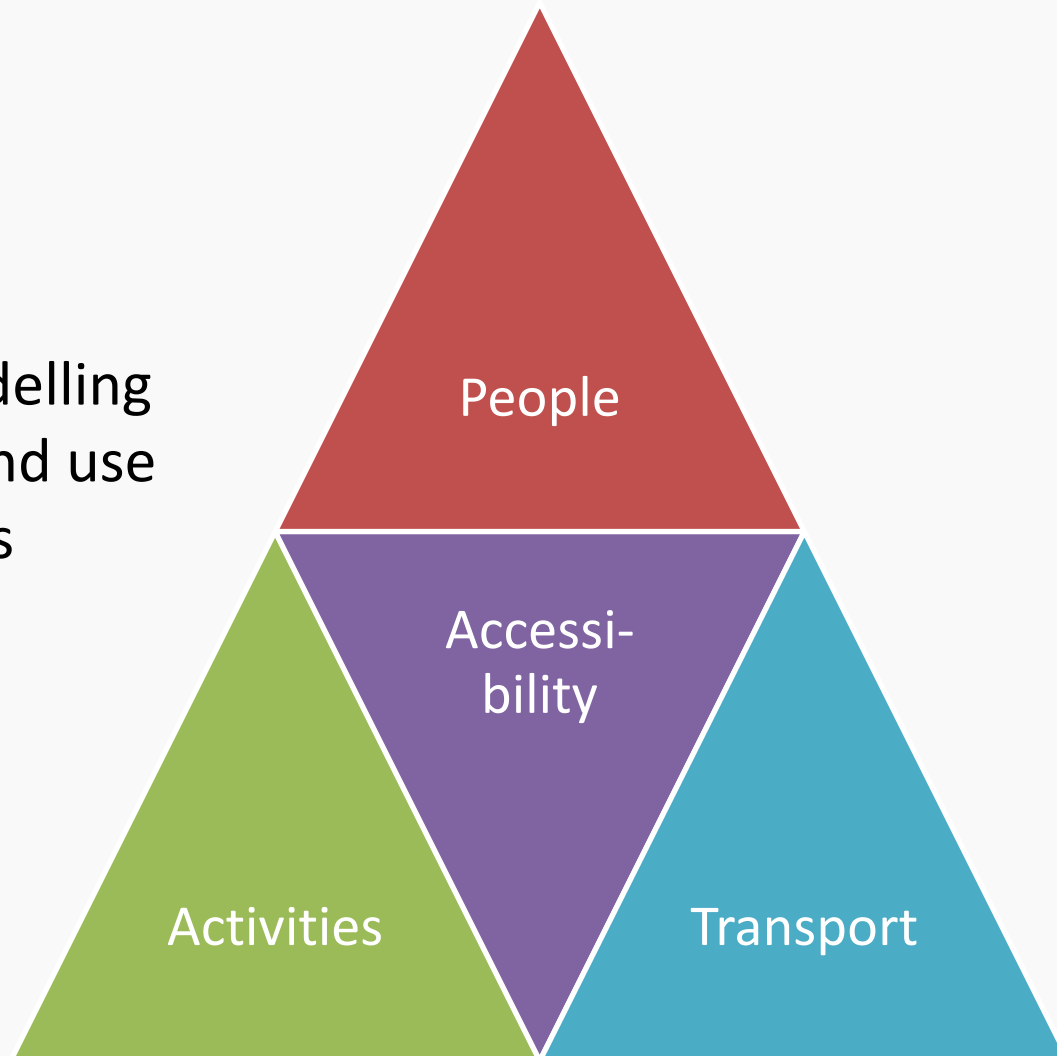 delling
nd use
s
People
Accessi-
bility
Activities
Transport